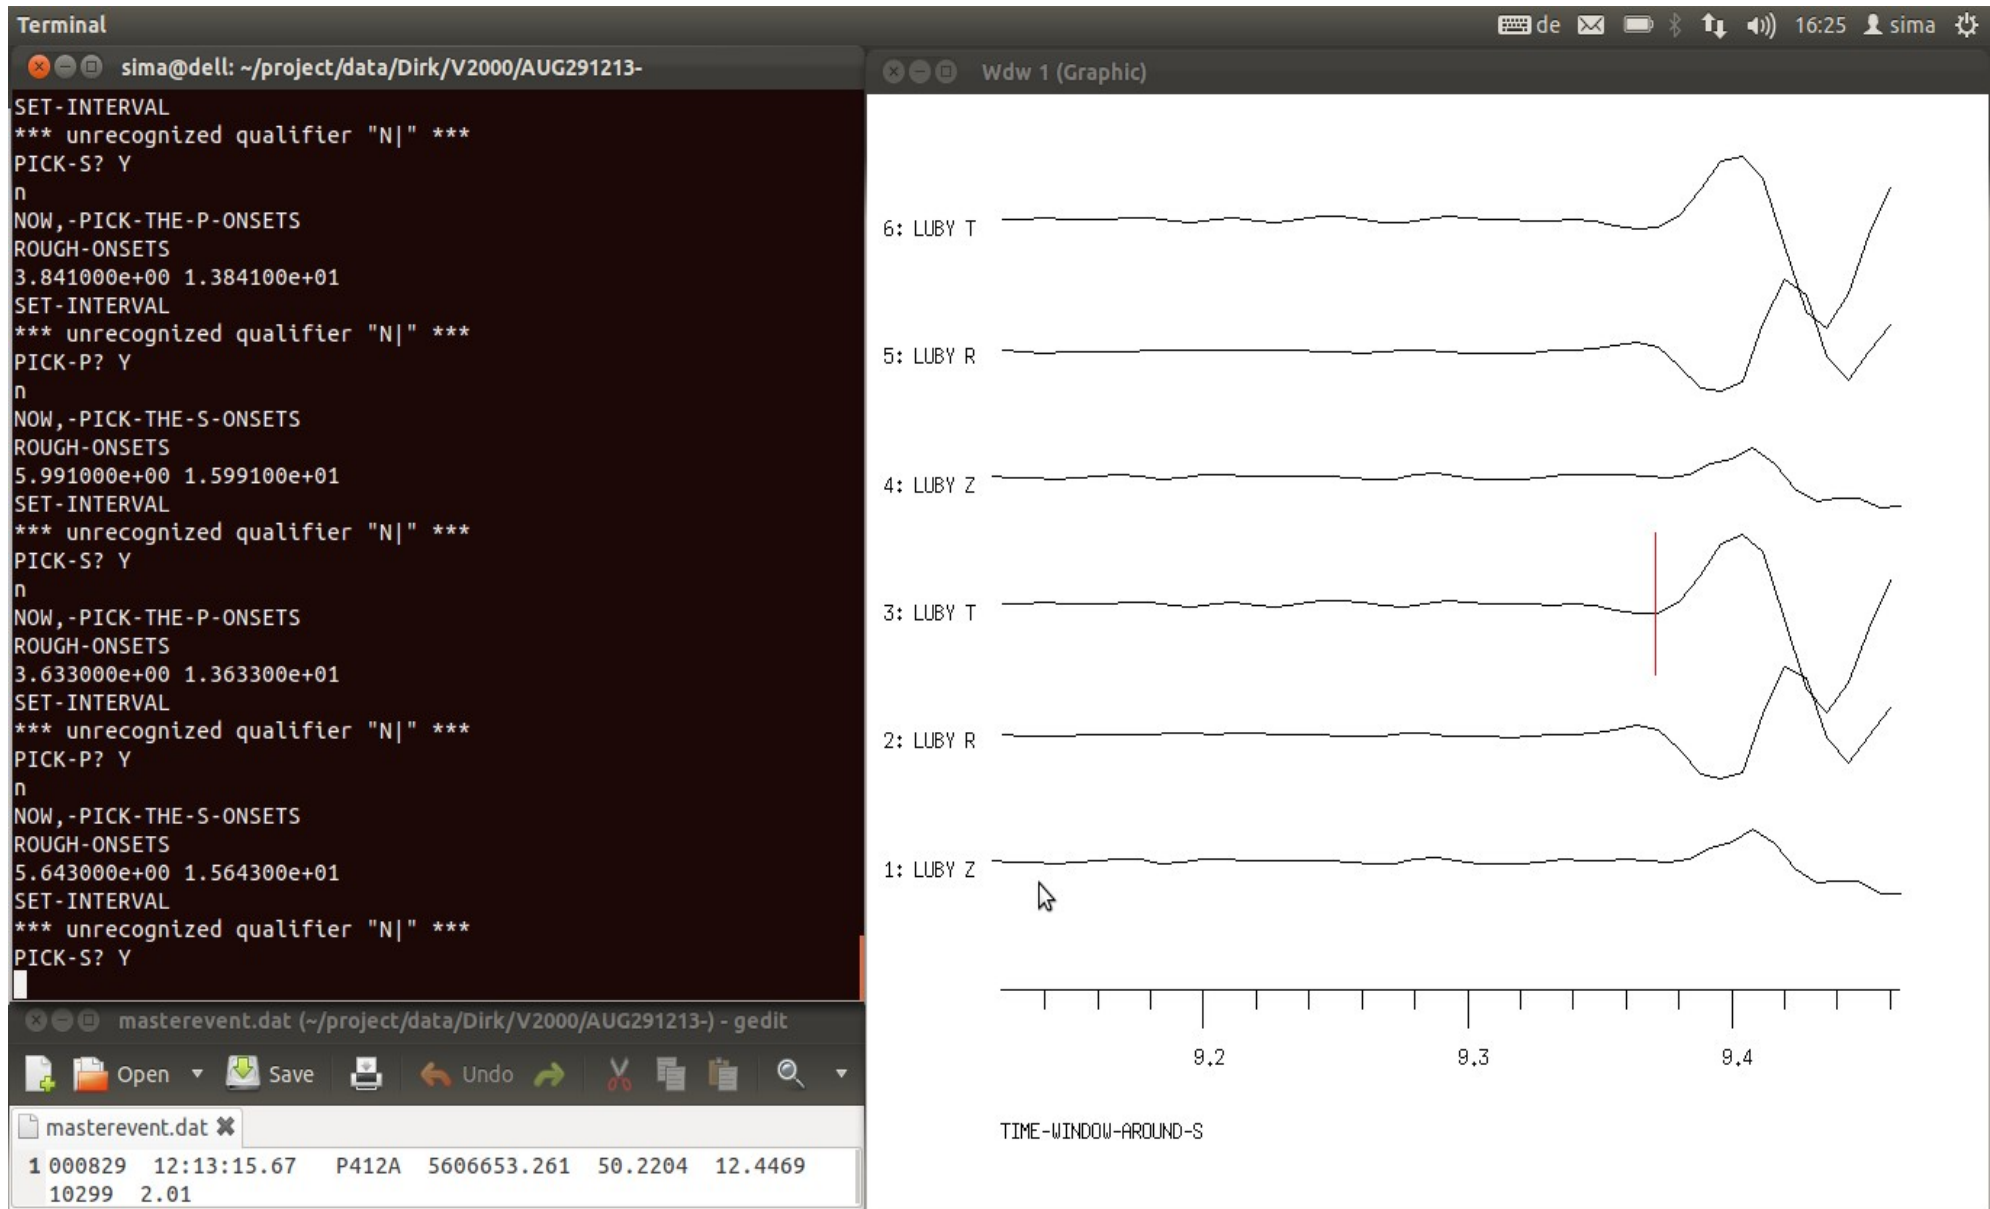 Terminal
de 16:25 sima
sima@dell: ~/project/data/Dirk/V2000/AUG291213-
SET-INTERVAL
*** unrecognized qualifier "N|" ***
PICK-S? Y
n
NOW,-PICK-THE-P-ONSETS
ROUGH-ONSETS
3.841000e+00 1.384100e+01
SET-INTERVAL
*** unrecognized qualifier "N|" ***
PICK-P? Y
n
NOW,-PICK-THE-S-ONSETS
ROUGH-ONSETS
5.991000e+00 1.599100e+01
SET-INTERVAL
*** unrecognized qualifier "N|" ***
PICK-S? Y
n
NOW,-PICK-THE-P-ONSETS
ROUGH-ONSETS
3.633000e+00 1.363300e+01
SET-INTERVAL
*** unrecognized qualifier "N|" ***
PICK-P? Y
n
NOW,-PICK-THE-S-ONSETS
ROUGH-ONSETS
5.643000e+00 1.564300e+01
SET-INTERVAL
*** unrecognized qualifier "N|" ***
PICK-S? Y
masterevent.dat (~/project/data/Dirk/V2000/AUG291213-) - gedit
Open Save Undo
masterevent.dat
1 000829 12:13:15.67 P412A 5606653.261 50.2204 12.4469
10299 2.01
Wdw 1 (Graphic)
6: LUBY T
5: LUBY R
4: LUBY Z
3: LUBY T
2: LUBY R
1: LUBY Z
9.2 9.3 9.4
TIME-WINDOW-AROUND-S